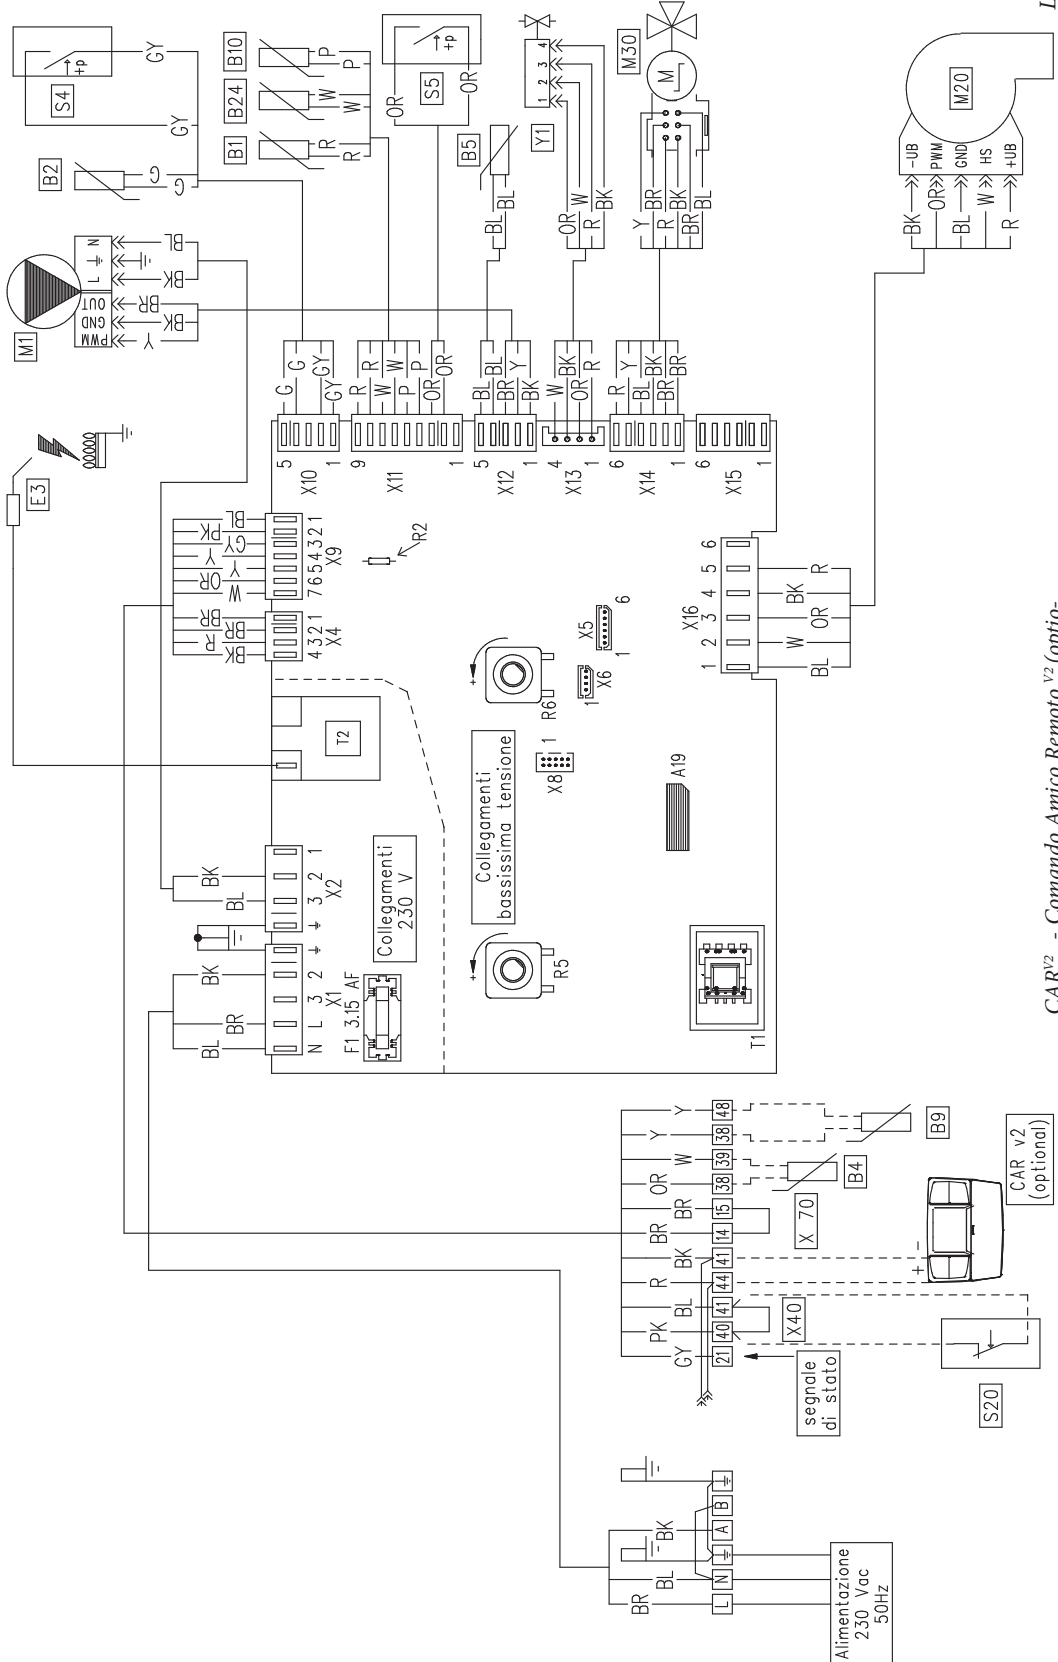 S4
+p
GY
GY
B2
G
G
B10
P
P
B24
W
W
B1
R
R
S5
+p
OR
OR
B5
BL
BL
Y1
1 2 3 4
OR
W
R
BK
M30
M
Y
BR
R
BK
BR
BL
M20
-UB
PWM
GND
HS
+UB
BK
OR
BL
W
R
M1
PWM
GND
OUT
L
N
Y
BK
BR
BK
BL
E3
G
G
GY
GY
R
R
W
W
P
P
OR
OR
BL
BL
BR
Y
BK
W
BK
OR
R
R
Y
BL
BK
BR
BR
5 1
X10
9 1
X11
5 1
X12
4 1
X13
6 1
X14
6 1
X15
BK
R
BR
BR
W
OR
Y
Y
GY
PK
BL
4 3 2 1
X4
7 6 5 4 3 2 1
X9
R2
T2
X5
1 6
X6
1
X8
1
R6
+
R5
+
A19
T1
X16
1 2 3 4 5 6
BL
W
OR
BK
R
Collegamenti
bassissima tensione
Collegamenti
230 V
F1 3.15 AF
BL
BR
BK
N L 3 2
X1
BL
BK
3 2 1
X2
GY
PK
BL
R
BK
BR
BR
OR
W
Y
Y
21 40 41 44 41 14 15 38 39 38 48
segnale
di stato
X40
X 70
S20
B4
B9
+ -
CAR v2
(optional)
BR
BL
BK
L N A B
Alimentazione
230 Vac
50Hz
CAR V2 - Comando Amico Remoto V2 (optio-
L